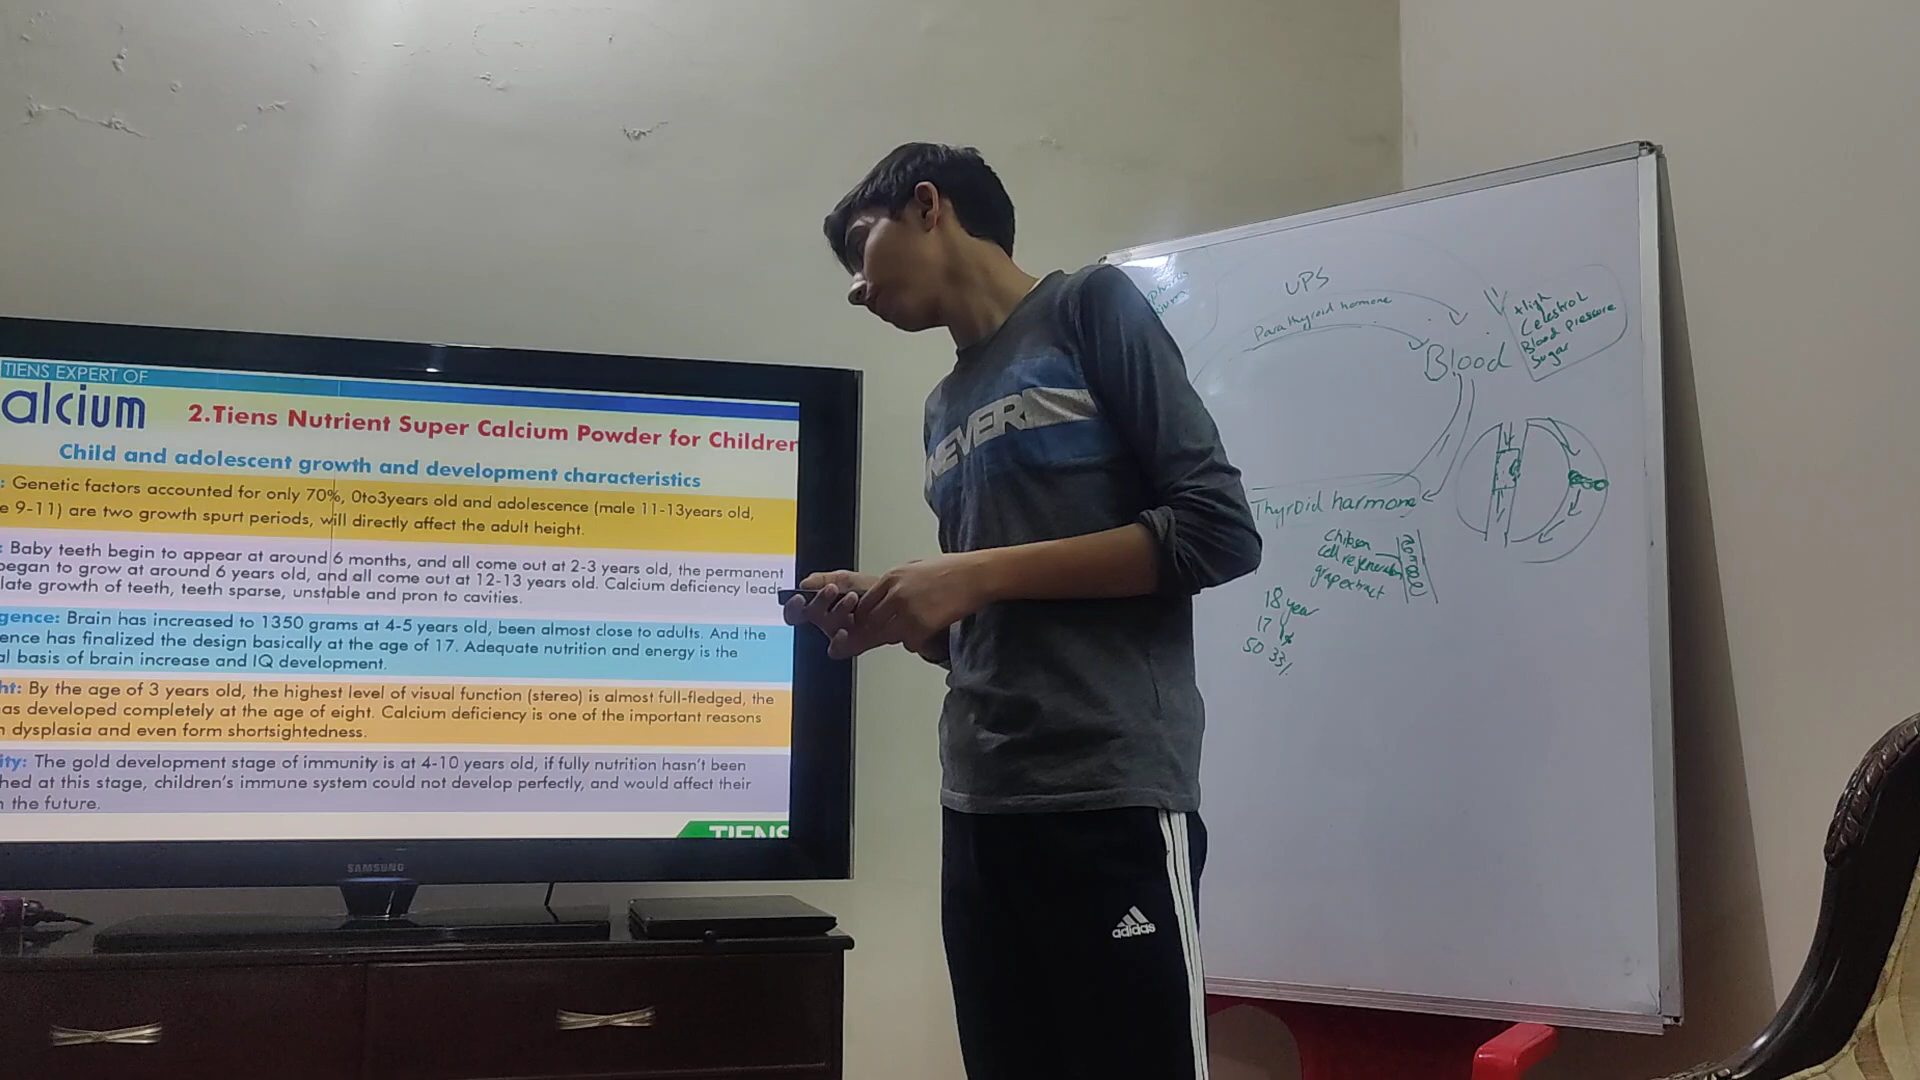 TIENS EXPERT OF
alcium
2.Tiens Nutrient Super Calcium Powder for Children
Child and adolescent growth and development characteristics
: Genetic factors accounted for only 70%, 0to3years old and adolescence (male 11-13years old,
e 9-11) are two growth spurt periods, will directly affect the adult height.
: Baby teeth begin to appear at around 6 months, and all come out at 2-3 years old, the permanent
began to grow at around 6 years old, and all come out at 12-13 years old. Calcium deficiency leads
late growth of teeth, teeth sparse, unstable and pron to cavities.
gence: Brain has increased to 1350 grams at 4-5 years old, been almost close to adults. And the
ence has finalized the design basically at the age of 17. Adequate nutrition and energy is the
al basis of brain increase and IQ development.
ht: By the age of 3 years old, the highest level of visual function (stereo) is almost full-fledged, the
as developed completely at the age of eight. Calcium deficiency is one of the important reasons
n dysplasia and even form shortsightedness.
ity: The gold development stage of immunity is at 4-10 years old, if fully nutrition hasn't been
hed at this stage, children's immune system could not develop perfectly, and would affect their
n the future.
TIENS
SAMSUNG
NEVER
adidas
UPS
Parathyroid hormone
Blood
High
Celestrol
Blood pressure
Sugar
Thyroid harmone
cell rejeneration
grapextract
18 year
17
50 33%